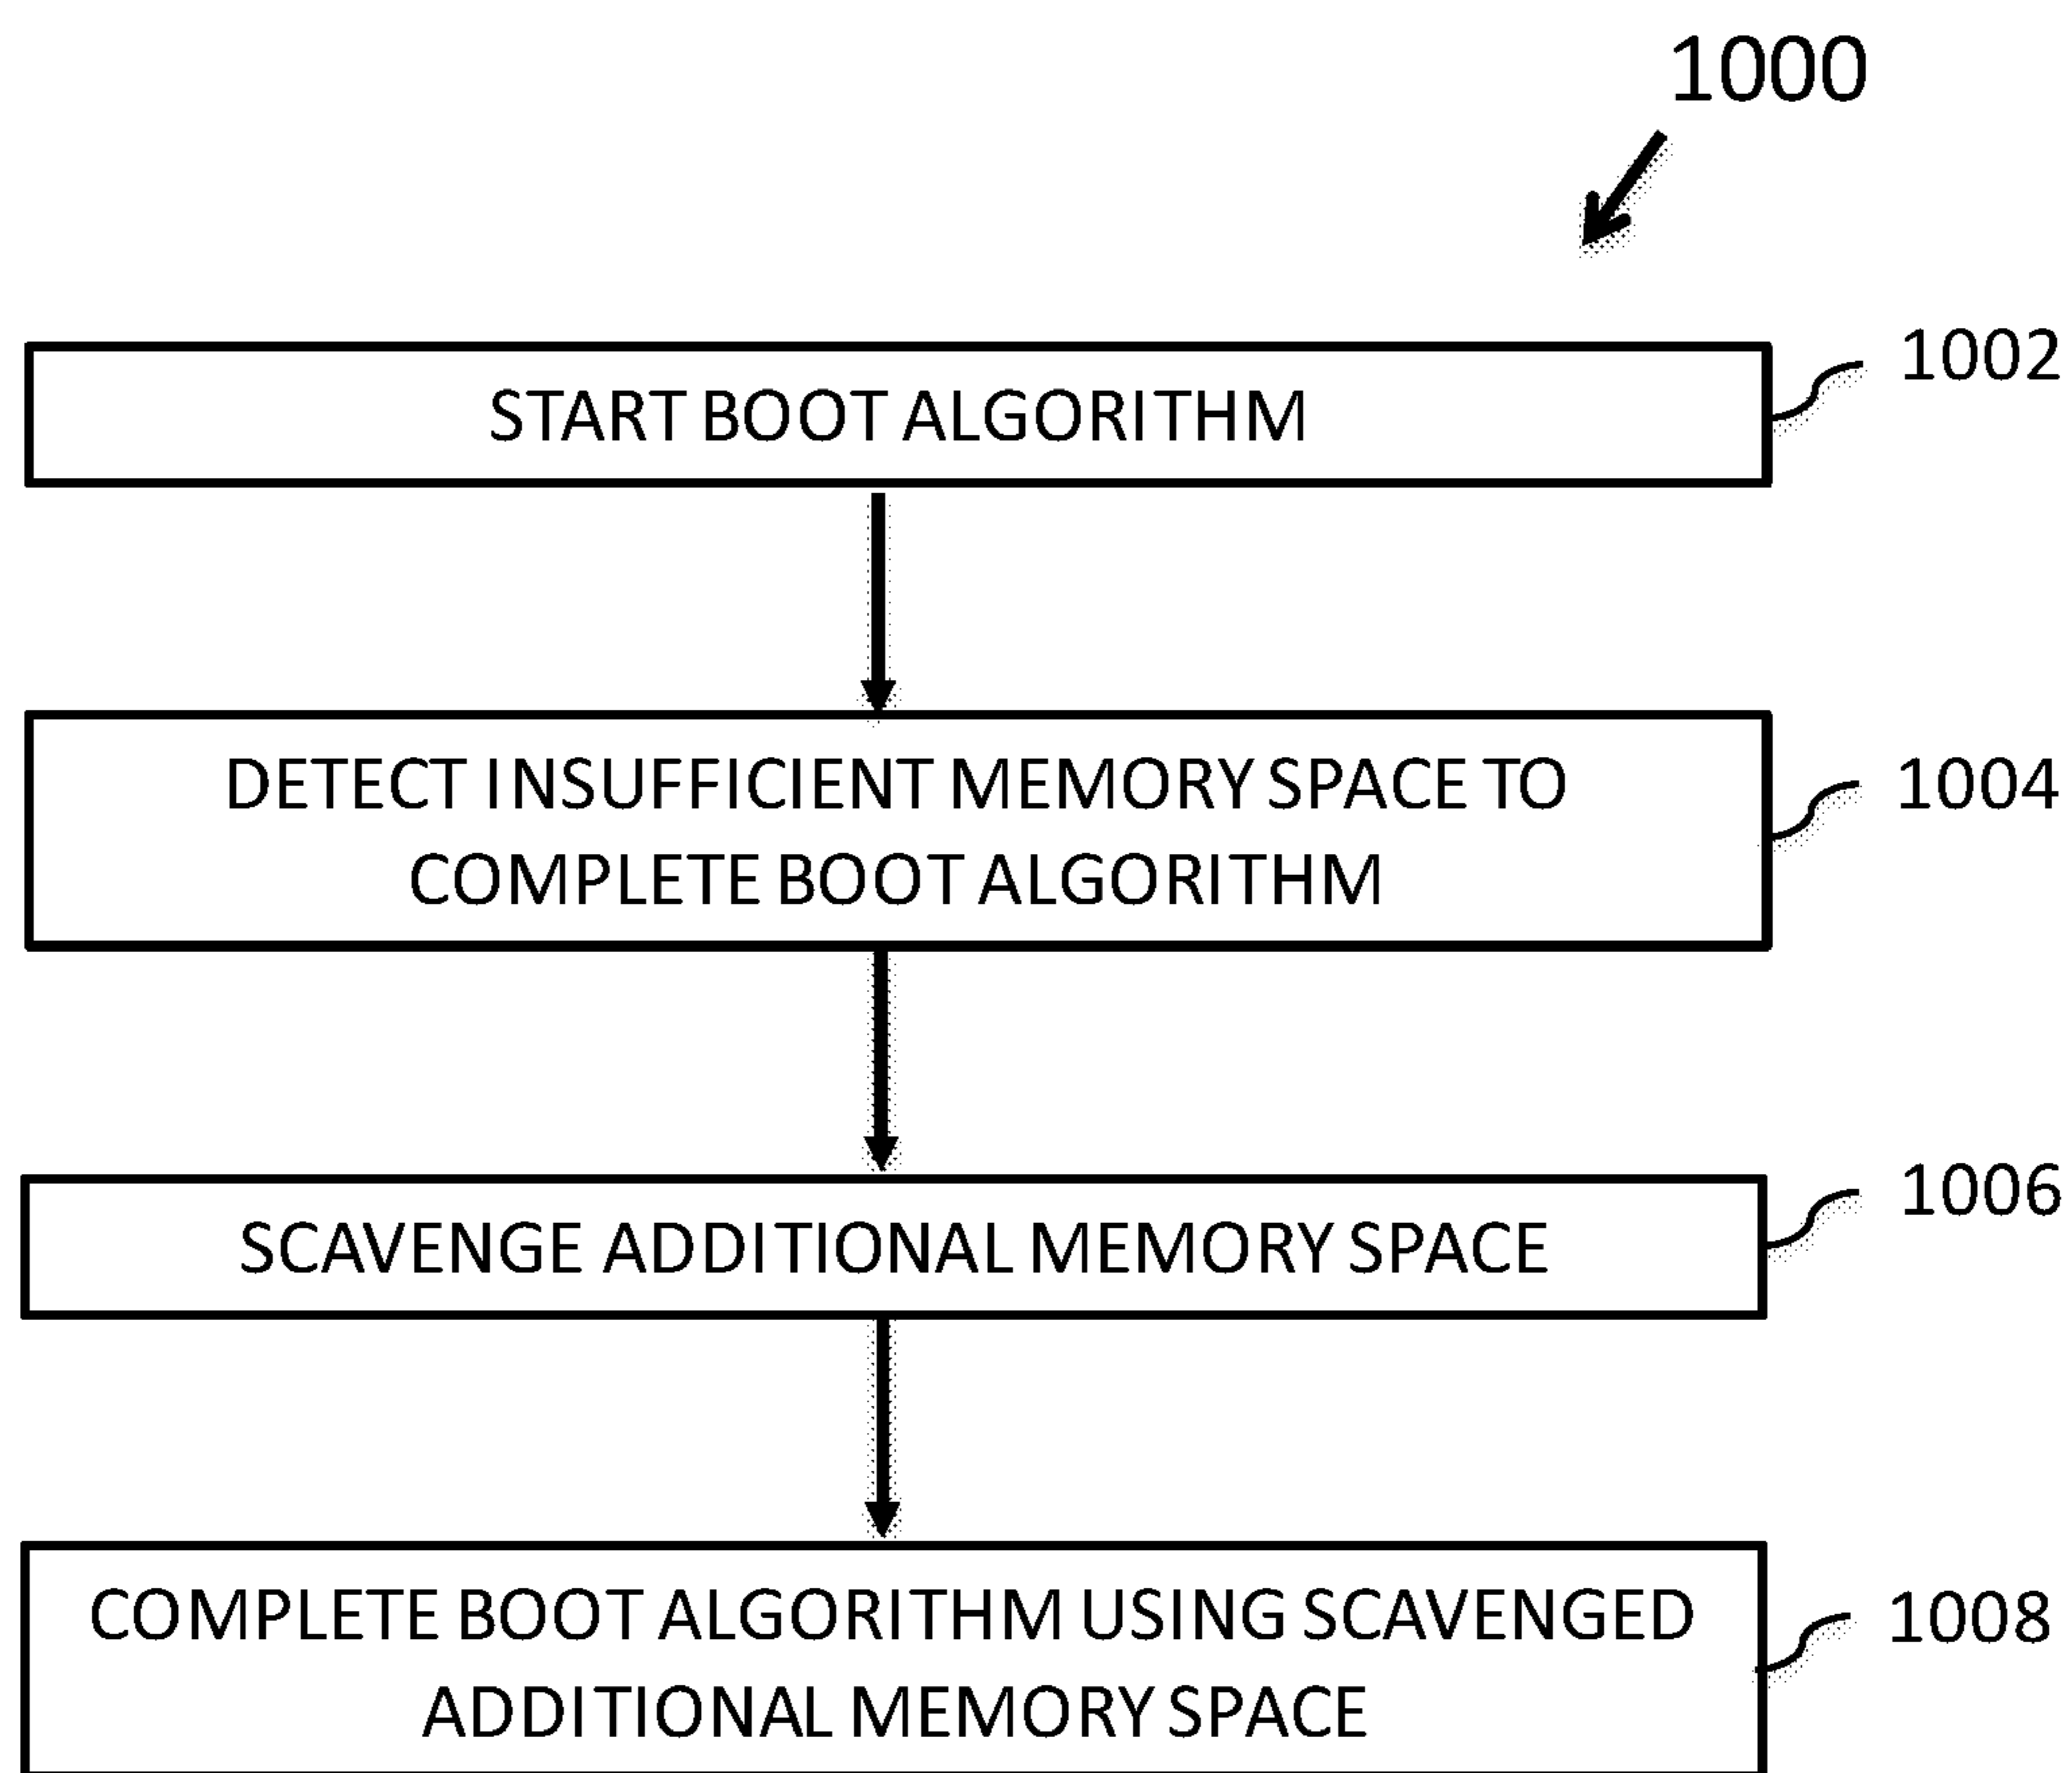 1000
START BOOT ALGORITHM
1002
DETECT INSUFFICIENT MEMORY SPACE TO
COMPLETE BOOT ALGORITHM
1004
SCAVENGE ADDITIONAL MEMORY SPACE
1006
COMPLETE BOOT ALGORITHM USING SCAVENGED
ADDITIONAL MEMORY SPACE
1008